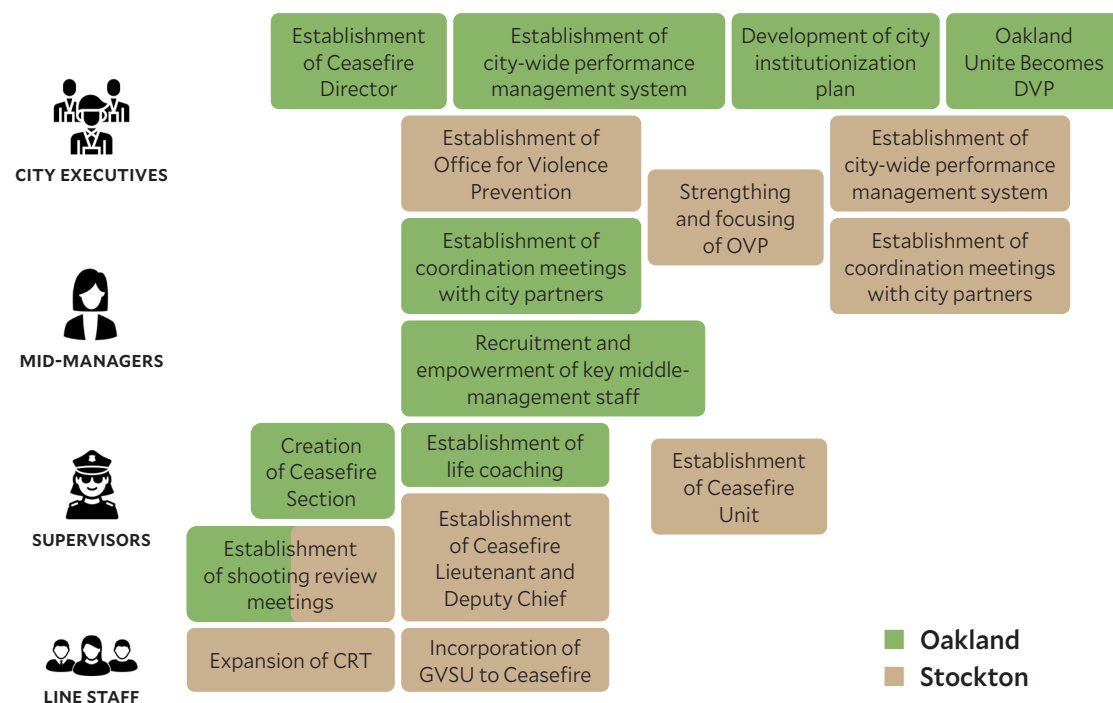 Establishment
of Ceasefire
Director
Establishment of
city-wide performance
management system
Development of city
institutionization
plan
Oakland
Unite Becomes
DVP
CITY EXECUTIVES
Establishment of
Office for Violence
Prevention
Strengthing
and focusing
of OVP
Establishment of
city-wide performance
management system
Establishment of
coordination meetings
with city partners
Establishment of
coordination meetings
with city partners
MID-MANAGERS
Recruitment and
empowerment of key middle-
management staff
Creation
of Ceasefire
Section
Establishment of
life coaching
Establishment
of Ceasefire
Unit
SUPERVISORS
Establishment
of shooting review
meetings
Establishment
of Ceasefire
Lieutenant and
Deputy Chief
Expansion of CRT
Incorporation of
GVSU to Ceasefire
LINE STAFF
Oakland
Stockton